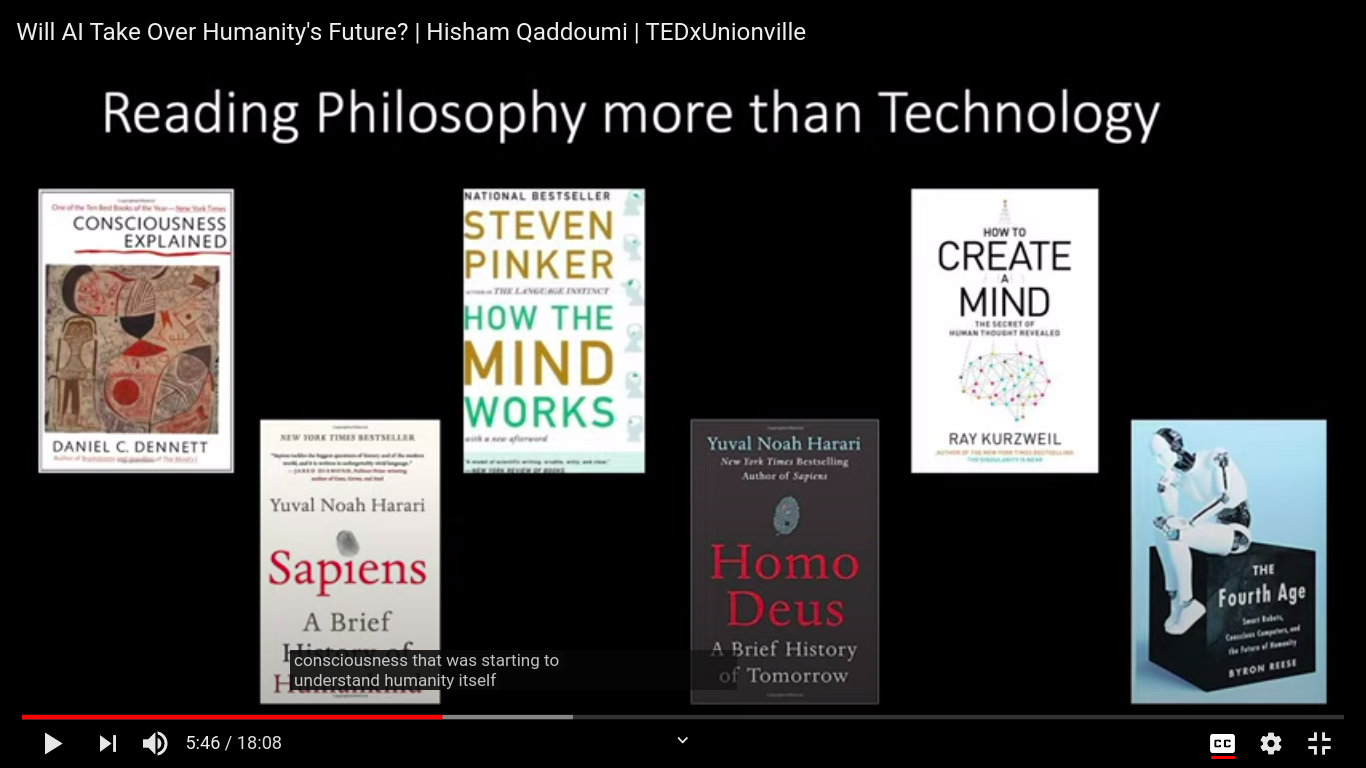 Will AI Take Over Humanity's Future? | Hisham Qaddoumi | TEDxUnionville
Reading Philosophy more than Technology
One of the Ten Best Books of the Year—New York Times
CONSCIOUSNESS
EXPLAINED
DANIEL C. DENNETT
NEW YORK TIMES BESTSELLER
Yuval Noah Harari
Sapiens
A Brief
History of
Humankind
NATIONAL BESTSELLER
STEVEN
PINKER
AUTHOR OF THE LANGUAGE INSTINCT
HOW THE
MIND
WORKS
with a new afterword
NEW YORK REVIEW OF BOOKS
Yuval Noah Harari
New York Times Bestselling
Author of Sapiens
Homo
Deus
A Brief History
of Tomorrow
HOW TO
CREATE
A
MIND
THE SECRET OF
HUMAN THOUGHT REVEALED
RAY KURZWEIL
AUTHOR OF THE NEW YORK TIMES BESTSELLING
THE SINGULARITY IS NEAR
THE
Fourth Age
Smart Robots,
Conscious Computers, and
the Future of Humanity
BYRON REESE
consciousness that was starting to
understand humanity itself
5:46 / 18:08
CC